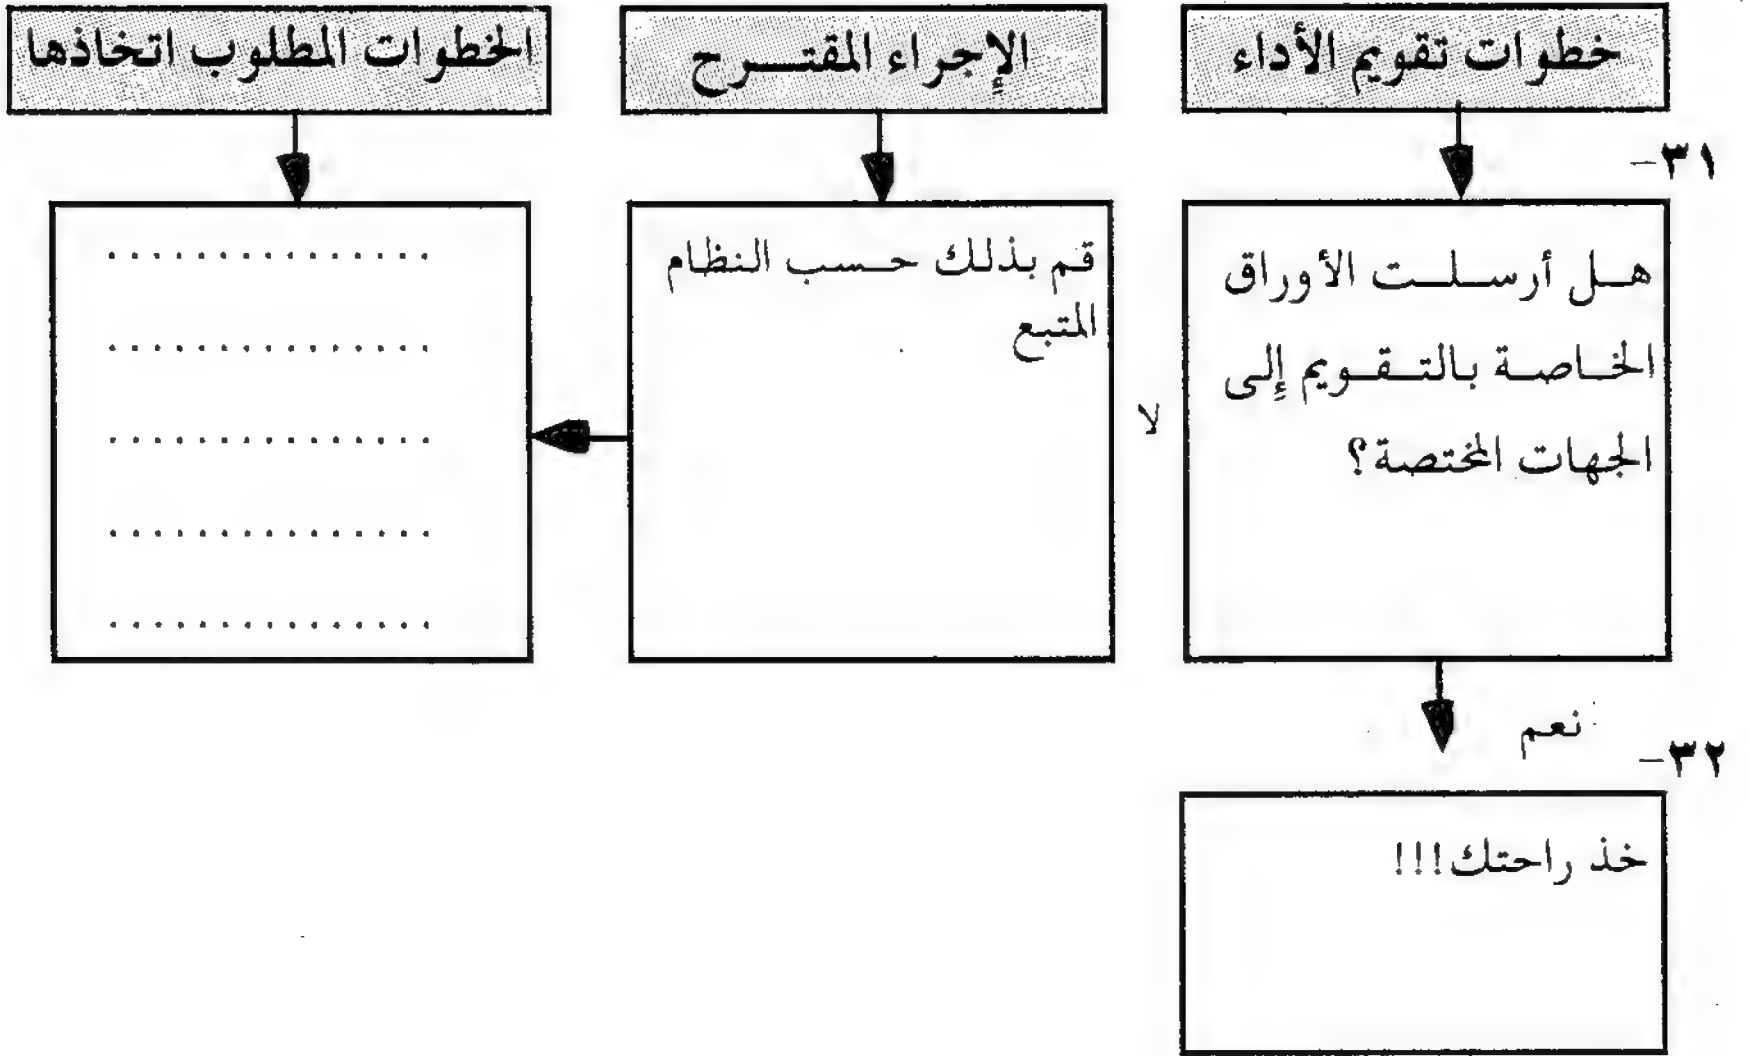 خطوات تقويم الأداء
الإجراء المقترح
الخطوات المطلوب اتخاذها
٣١-
هل أرسلت الأوراق
الخاصة بالتقويم إلى
الجهات المختصة؟
لا
قم بذلك حسب النظام
المتبع
...............
...............
...............
...............
...............
نعم
٣٢-
خذ راحتك!!!